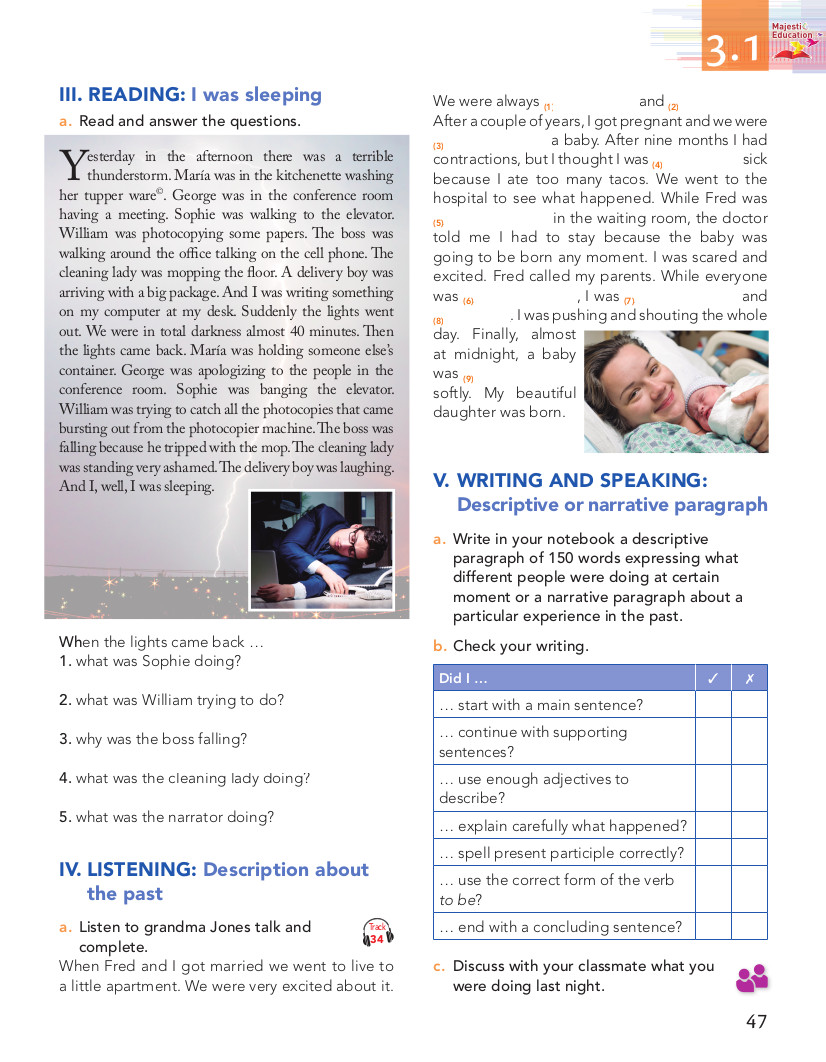 3.1
Majesti
Education
III. READING: I was sleeping
a. Read and answer the questions.
Yesterday in the afternoon there was a terrible
thunderstorm. María was in the kitchenette washing
her tupper ware©. George was in the conference room
having a meeting. Sophie was walking to the elevator.
William was photocopying some papers. The boss was
walking around the office talking on the cell phone. The
cleaning lady was mopping the floor. A delivery boy was
arriving with a big package. And I was writing something
on my computer at my desk. Suddenly the lights went
out. We were in total darkness almost 40 minutes. Then
the lights came back. María was holding someone else's
container. George was apologizing to the people in the
conference room. Sophie was banging the elevator.
William was trying to catch all the photocopies that came
bursting out from the photocopier machine. The boss was
falling because he tripped with the mop. The cleaning lady
was standing very ashamed. The delivery boy was laughing.
And I, well, I was sleeping.
When the lights came back …
1. what was Sophie doing?
2. what was William trying to do?
3. why was the boss falling?
4. what was the cleaning lady doing?
5. what was the narrator doing?
IV. LISTENING: Description about
the past
a. Listen to grandma Jones talk and
complete.
Track
34
When Fred and I got married we went to live to
a little apartment. We were very excited about it.
We were always (1) and (2)
After a couple of years, I got pregnant and we were
(3) a baby. After nine months I had
contractions, but I thought I was (4) sick
because I ate too many tacos. We went to the
hospital to see what happened. While Fred was
(5) in the waiting room, the doctor
told me I had to stay because the baby was
going to be born any moment. I was scared and
excited. Fred called my parents. While everyone
was (6) , I was (7) and
(8) . I was pushing and shouting the whole
day. Finally, almost
at midnight, a baby
was (9)
softly. My beautiful
daughter was born.
V. WRITING AND SPEAKING:
Descriptive or narrative paragraph
a. Write in your notebook a descriptive
paragraph of 150 words expressing what
different people were doing at certain
moment or a narrative paragraph about a
particular experience in the past.
b. Check your writing.
Did I … ✓ ✗
… start with a main sentence?
… continue with supporting
sentences?
… use enough adjectives to
describe?
… explain carefully what happened?
… spell present participle correctly?
… use the correct form of the verb
to be?
… end with a concluding sentence?
c. Discuss with your classmate what you
were doing last night.
47